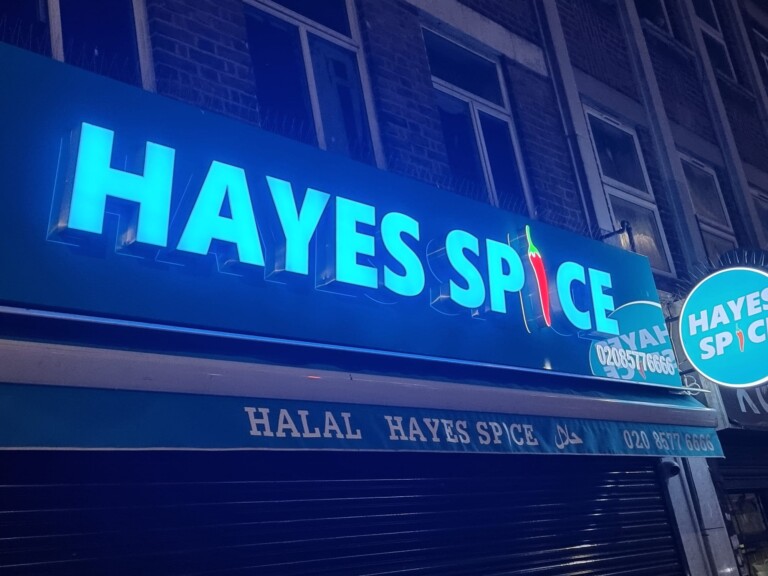 HAYES SPICE
02085776666
HALAL HAYES SPICE حلال 020 8577 6666
HAYES
SPICE